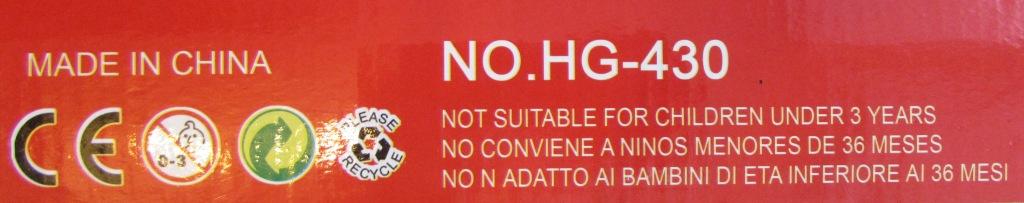 MADE IN CHINA
CE
0-3
PLEASE
RECYCLE
NO.HG-430
NOT SUITABLE FOR CHILDREN UNDER 3 YEARS
NO CONVIENE A NINOS MENORES DE 36 MESES
NO N ADATTO AI BAMBINI DI ETA INFERIORE AI 36 MESI